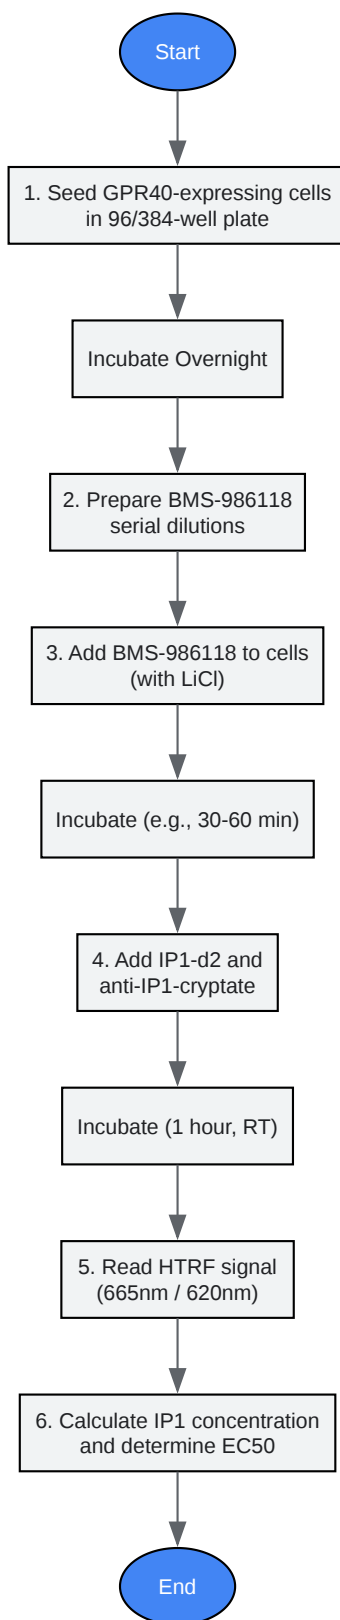 Start
1. Seed GPR40-expressing cells
in 96/384-well plate
Incubate Overnight
2. Prepare BMS-986118
serial dilutions
3. Add BMS-986118 to cells
(with LiCl)
Incubate (e.g., 30-60 min)
4. Add IP1-d2 and
anti-IP1-cryptate
Incubate (1 hour, RT)
5. Read HTRF signal
(665nm / 620nm)
6. Calculate IP1 concentration
and determine EC50
End